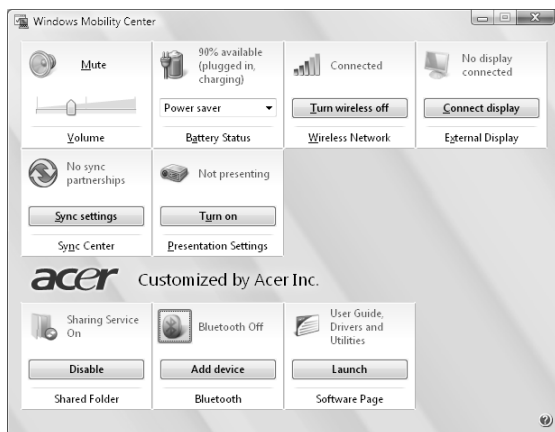 Windows Mobility Center
Mute
Volume
90% available
(plugged in,
charging)
Power saver
Battery Status
Connected
Turn wireless off
Wireless Network
No display
connected
Connect display
External Display
No sync
partnerships
Sync settings
Sync Center
Not presenting
Turn on
Presentation Settings
acer Customized by Acer Inc.
Sharing Service
On
Disable
Shared Folder
Bluetooth Off
Add device
Bluetooth
User Guide,
Drivers and
Utilities
Launch
Software Page